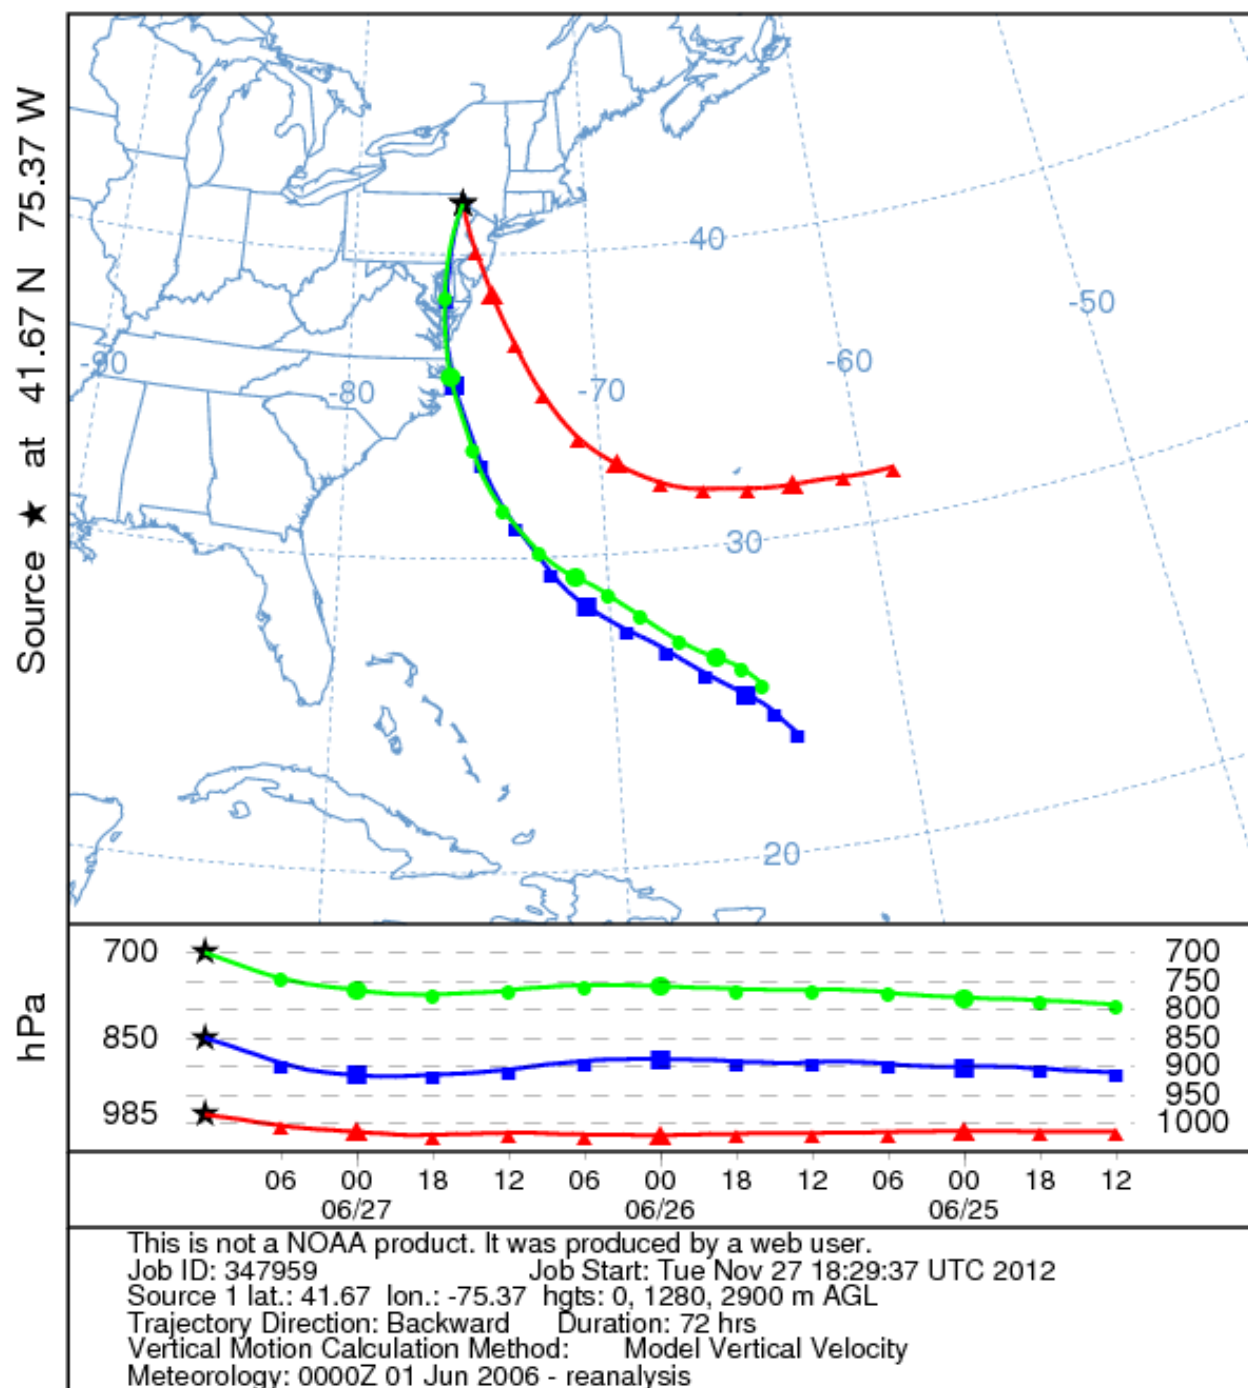 Source ★ at 41.67 N 75.37 W
40
-50
-90
-80
-70
-60
30
20
hPa
700 700
750
800
850 850
900
950
985 1000
06 00 18 12 06 00 18 12 06 00 18 12
06/27 06/26 06/25
This is not a NOAA product. It was produced by a web user.
Job ID: 347959 Job Start: Tue Nov 27 18:29:37 UTC 2012
Source 1 lat.: 41.67 lon.: -75.37 hgts: 0, 1280, 2900 m AGL
Trajectory Direction: Backward Duration: 72 hrs
Vertical Motion Calculation Method: Model Vertical Velocity
Meteorology: 0000Z 01 Jun 2006 - reanalysis